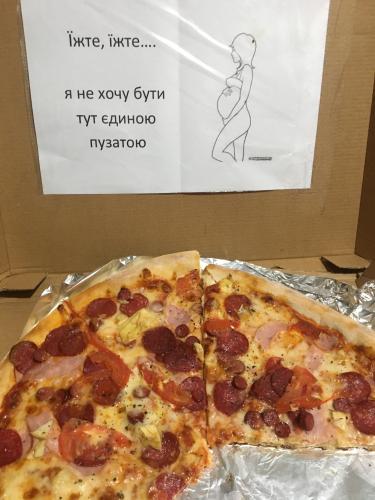 Їжте, їжте....
я не хочу бути
тут єдиною
пузатою